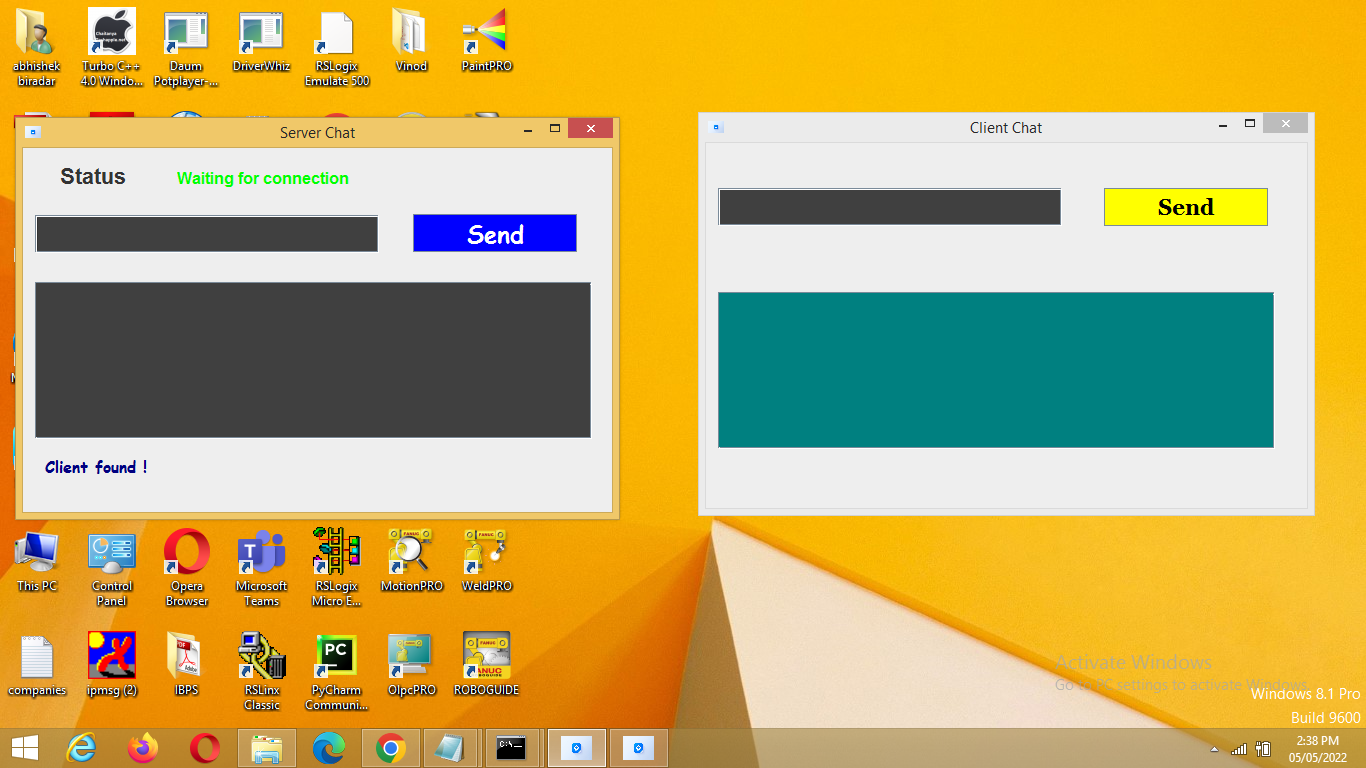 abhishek
biradar
Turbo C++
4.0 Windo...
Daum
Potplayer-...
DriverWhiz
RSLogix
Emulate 500
Vinod
PaintPRO
Server Chat
Status
Waiting for connection
Send
Client found !
Client Chat
Send
This PC
Control
Panel
Opera
Browser
Microsoft
Teams
RSLogix
Micro E...
MotionPRO
WeldPRO
companies
ipmsg (2)
IBPS
RSLinx
Classic
PC
PyCharm
Communi...
OlpcPRO
ROBOGUIDE
Activate Windows
Go to PC settings to activate Windows.
Windows 8.1 Pro
Build 9600
2:38 PM
05/05/2022